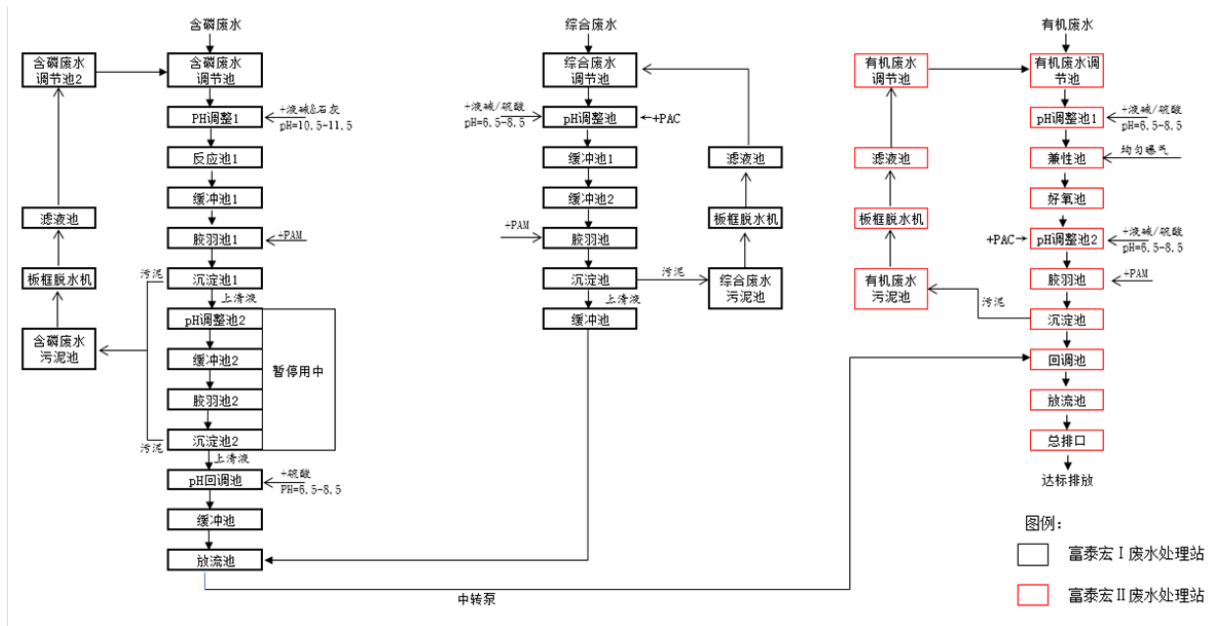 含磷废水
含磷废水
调节池2
含磷废水
调节池
PH调整1
+液碱&石灰
pH=10.5-11.5
反应池1
缓冲池1
滤液池
胶羽池1
+PAM
板框脱水机
污泥
沉淀池1
上清液
含磷废水
污泥池
pH调整池2
缓冲池2
暂停用中
胶羽池2
沉淀池2
污泥
上清液
pH回调池
+硫酸
PH=6.5-8.5
缓冲池
放流池
中转泵
综合废水
综合废水
调节池
+液碱/硫酸
pH=6.5-8.5
pH调整池
+PAC
缓冲池1
滤液池
缓冲池2
板框脱水机
+PAM
胶羽池
沉淀池
污泥
综合废水
污泥池
上清液
缓冲池
有机废水
有机废水
调节池
有机废水调
节池
pH调整池1
+液碱/硫酸
pH=6.5-8.5
滤液池
兼性池
均匀曝气
好氧池
板框脱水机
+PAC
pH调整池2
+液碱/硫酸
pH=6.5-8.5
有机废水
污泥池
胶羽池
+PAM
污泥
沉淀池
回调池
放流池
总排口
达标排放
图例:
富泰宏Ⅰ废水处理站
富泰宏Ⅱ废水处理站